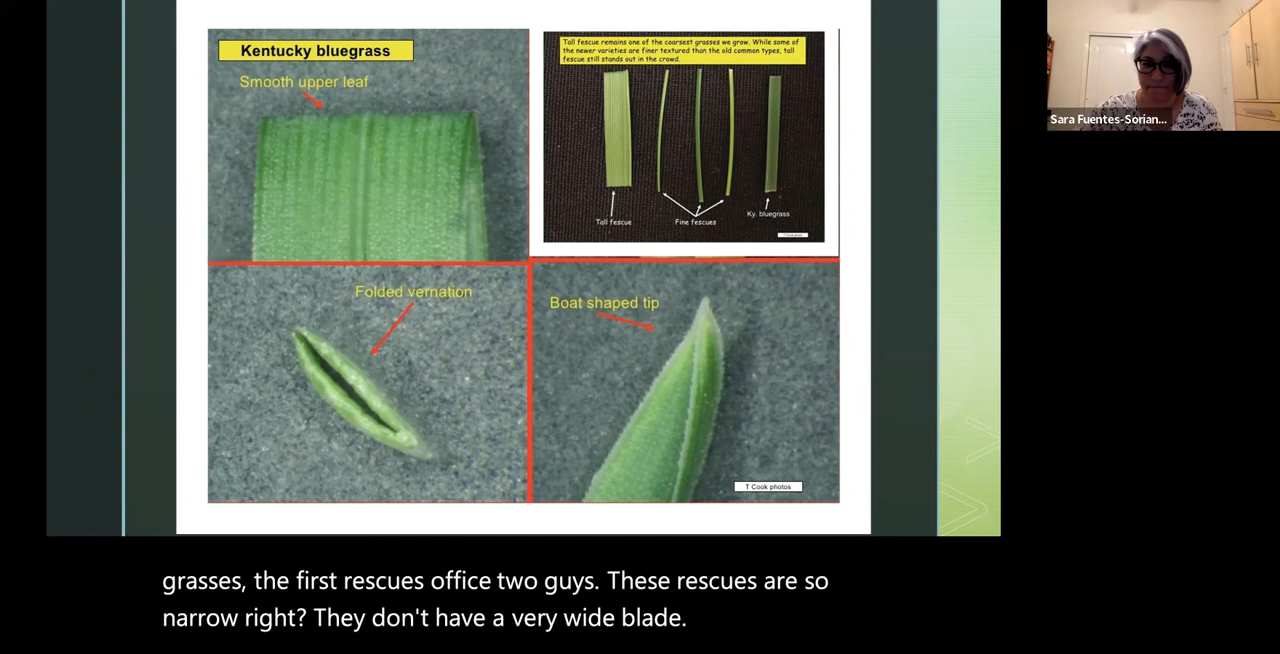 Kentucky bluegrass
Smooth upper leaf
Tall fescue remains one of the coarsest grasses we grow. While some of
the newer varieties are finer textured than the old common types, tall
fescue still stands out in the crowd.
Tall fescue
Fine fescues
Ky. bluegrass
Folded vernation
Boat shaped tip
T Cook photos
Sara Fuentes-Sorian...
grasses, the first rescues office two guys. These rescues are so
narrow right? They don't have a very wide blade.